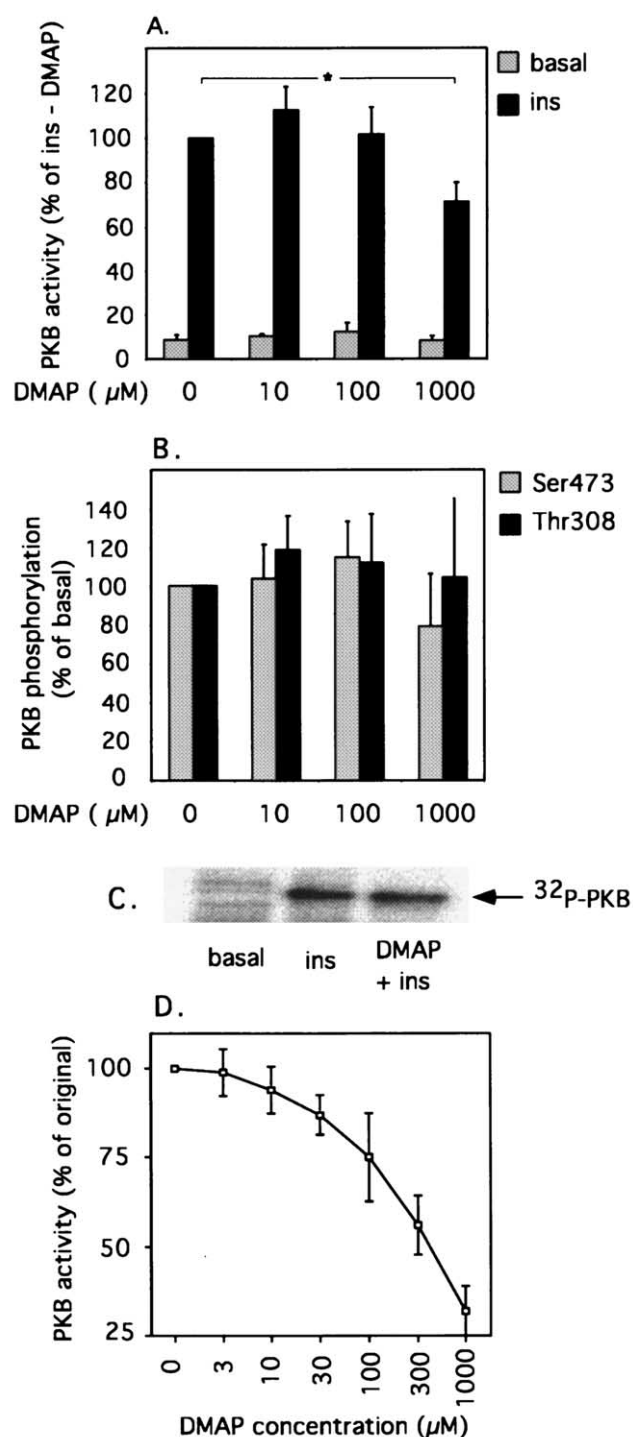 A.
PKB activity (% of ins - DMAP)
120
100
80
60
40
20
0
*
basal
ins
DMAP ( µM) 0 10 100 1000
B.
PKB phosphorylation
(% of basal)
140
120
100
80
60
40
20
0
Ser473
Thr308
DMAP ( µM) 0 10 100 1000
C.
32P-PKB
basal ins DMAP
+ ins
D.
PKB activity (% of original)
100
75
50
25
0 3 10 30 100 300 1000
DMAP concentration (µM)